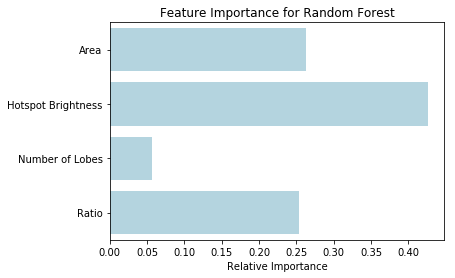 Feature Importance for Random Forest
Area
Hotspot Brightness
Number of Lobes
Ratio
0.00 0.05 0.10 0.15 0.20 0.25 0.30 0.35 0.40
Relative Importance